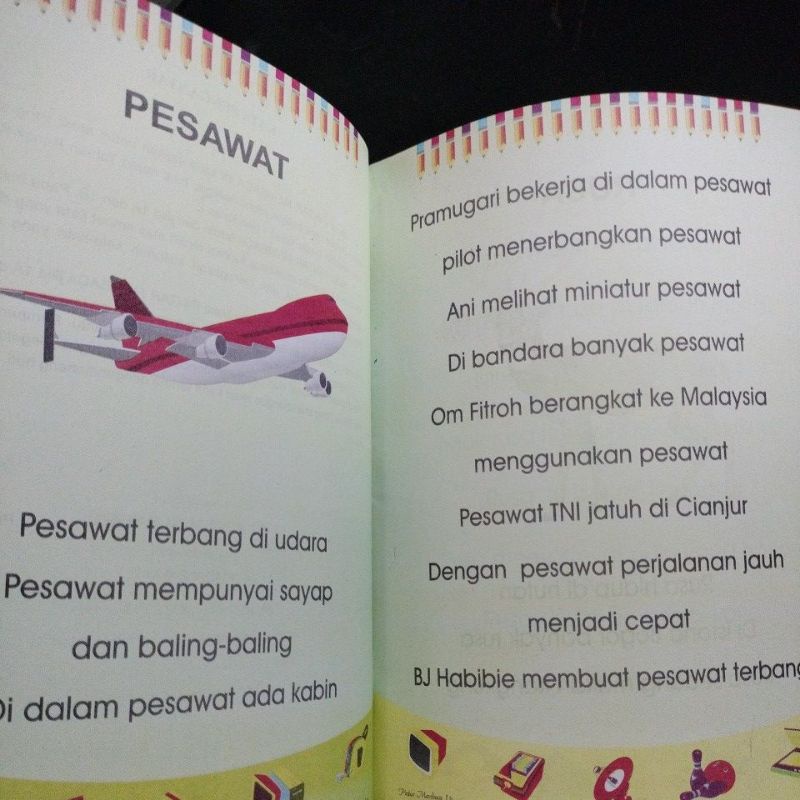 PESAWAT
Pesawat terbang di udara
Pesawat mempunyai sayap
dan baling-baling
Di dalam pesawat ada kabin
Pramugari bekerja di dalam pesawat
pilot menerbangkan pesawat
Ani melihat miniatur pesawat
Di bandara banyak pesawat
Om Fitroh berangkat ke Malaysia
menggunakan pesawat
Pesawat TNI jatuh di Cianjur
Dengan pesawat perjalanan jauh
menjadi cepat
BJ Habibie membuat pesawat terbang